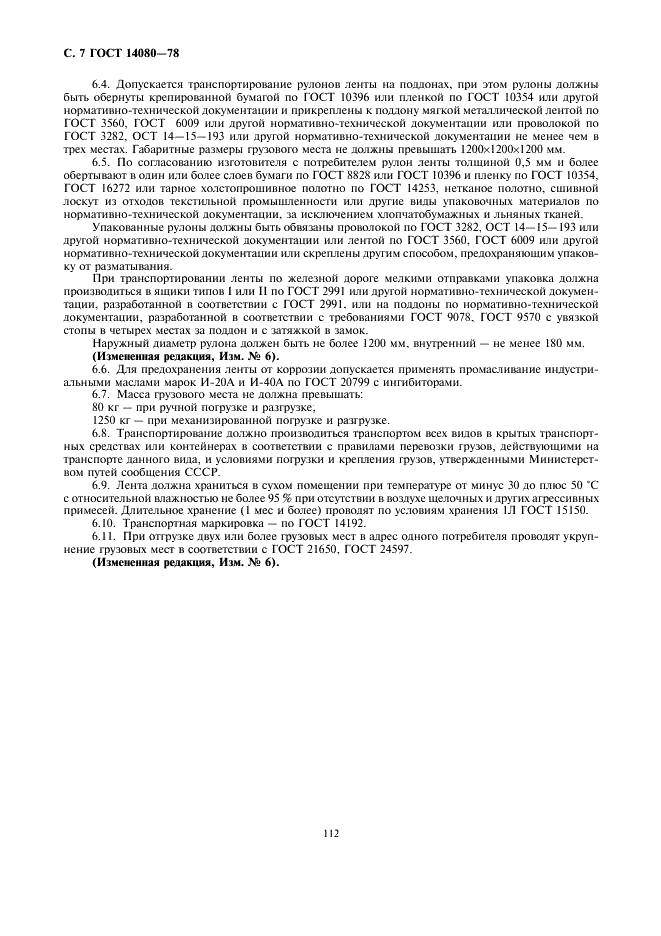 С. 7 ГОСТ 14080—78
6.4. Допускается транспортирование рулонов ленты на поддонах, при этом рулоны должны
быть обернуты крепированной бумагой по ГОСТ 10396 или пленкой по ГОСТ 10354 или другой
нормативно-технической документации и прикреплены к поддону мягкой металлической лентой по
ГОСТ 3560, ГОСТ 6009 или другой нормативно-технической документации или проволокой по
ГОСТ 3282, ОСТ 14—15—193 или другой нормативно-технической документации не менее чем в
трех местах. Габаритные размеры грузового места не должны превышать 1200×1200×1200 мм.
6.5. По согласованию изготовителя с потребителем рулон ленты толщиной 0,5 мм и более
обертывают в один или более слоев бумаги по ГОСТ 8828 или ГОСТ 10396 и пленку по ГОСТ 10354,
ГОСТ 16272 или тарное холстопрошивное полотно по ГОСТ 14253, нетканое полотно, сшивной
лоскут из отходов текстильной промышленности или другие виды упаковочных материалов по
нормативно-технической документации, за исключением хлопчатобумажных и льняных тканей.
Упакованные рулоны должны быть обвязаны проволокой по ГОСТ 3282, ОСТ 14—15—193 или
другой нормативно-технической документации или лентой по ГОСТ 3560, ГОСТ 6009 или другой
нормативно-технической документации или скреплены другим способом, предохраняющим упаков-
ку от разматывания.
При транспортировании ленты по железной дороге мелкими отправками упаковка должна
производиться в ящики типов I или II по ГОСТ 2991 или другой нормативно-технической докумен-
тации, разработанной в соответствии с ГОСТ 2991, или на поддоны по нормативно-технической
документации, разработанной в соответствии с требованиями ГОСТ 9078, ГОСТ 9570 с увязкой
стопы в четырех местах за поддон и с затяжкой в замок.
Наружный диаметр рулона должен быть не более 1200 мм, внутренний — не менее 180 мм.
(Измененная редакция, Изм. № 6).
6.6. Для предохранения ленты от коррозии допускается применять промасливание индустри-
альными маслами марок И-20А и И-40А по ГОСТ 20799 с ингибиторами.
6.7. Масса грузового места не должна превышать:
80 кг — при ручной погрузке и разгрузке;
1250 кг — при механизированной погрузке и разгрузке.
6.8. Транспортирование должно производиться транспортом всех видов в крытых транспорт-
ных средствах или контейнерах в соответствии с правилами перевозки грузов, действующими на
транспорте данного вида, и условиями погрузки и крепления грузов, утвержденными Министерст-
вом путей сообщения СССР.
6.9. Лента должна храниться в сухом помещении при температуре от минус 30 до плюс 50 °С
с относительной влажностью не более 95 % при отсутствии в воздухе щелочных и других агрессивных
примесей. Длительное хранение (1 мес и более) проводят по условиям хранения 1Л ГОСТ 15150.
6.10. Транспортная маркировка — по ГОСТ 14192.
6.11. При отгрузке двух или более грузовых мест в адрес одного потребителя проводят укруп-
нение грузовых мест в соответствии с ГОСТ 21650, ГОСТ 24597.
(Измененная редакция, Изм. № 6).
112